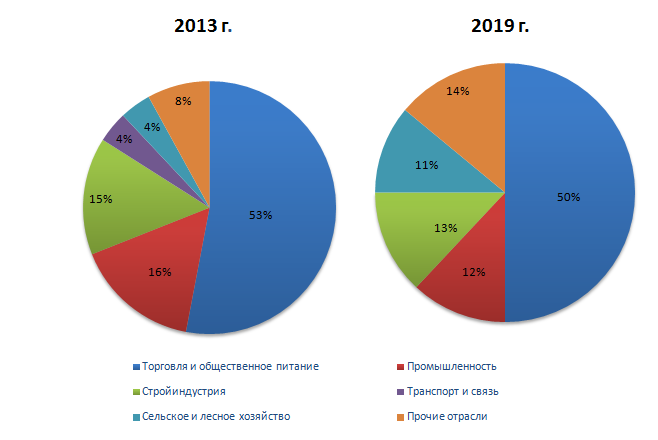 2013 г.
2019 г.
8%
4%
4%
15%
16%
53%
14%
11%
13%
12%
50%
Торговля и общественное питание
Промышленность
Стройиндустрия
Транспорт и связь
Сельское и лесное хозяйство
Прочие отрасли